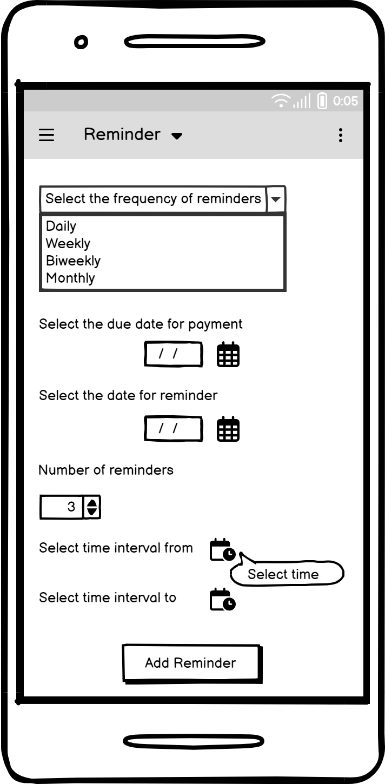 0:05
Reminder
Select the frequency of reminders
Daily
Weekly
Biweekly
Monthly
Select the due date for payment
/ /
Select the date for reminder
/ /
Number of reminders
3
Select time interval from
Select time
Select time interval to
Add Reminder